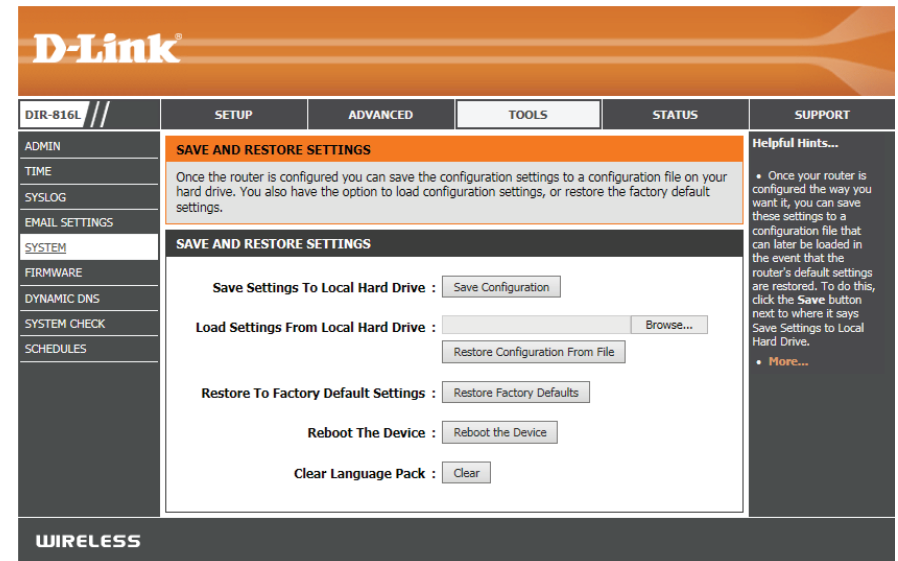 D-Link®
DIR-816L
SETUP
ADVANCED
TOOLS
STATUS
SUPPORT
ADMIN
TIME
SYSLOG
EMAIL SETTINGS
SYSTEM
FIRMWARE
DYNAMIC DNS
SYSTEM CHECK
SCHEDULES
SAVE AND RESTORE SETTINGS
Once the router is configured you can save the configuration settings to a configuration file on your
hard drive. You also have the option to load configuration settings, or restore the factory default
settings.
SAVE AND RESTORE SETTINGS
Save Settings To Local Hard Drive : Save Configuration
Load Settings From Local Hard Drive : Browse...
Restore Configuration From File
Restore To Factory Default Settings : Restore Factory Defaults
Reboot The Device : Reboot the Device
Clear Language Pack : Clear
Helpful Hints...
• Once your router is
configured the way you
want it, you can save
these settings to a
configuration file that
can later be loaded in
the event that the
router's default settings
are restored. To do this,
click the Save button
next to where it says
Save Settings to Local
Hard Drive.
• More...
WIRELESS